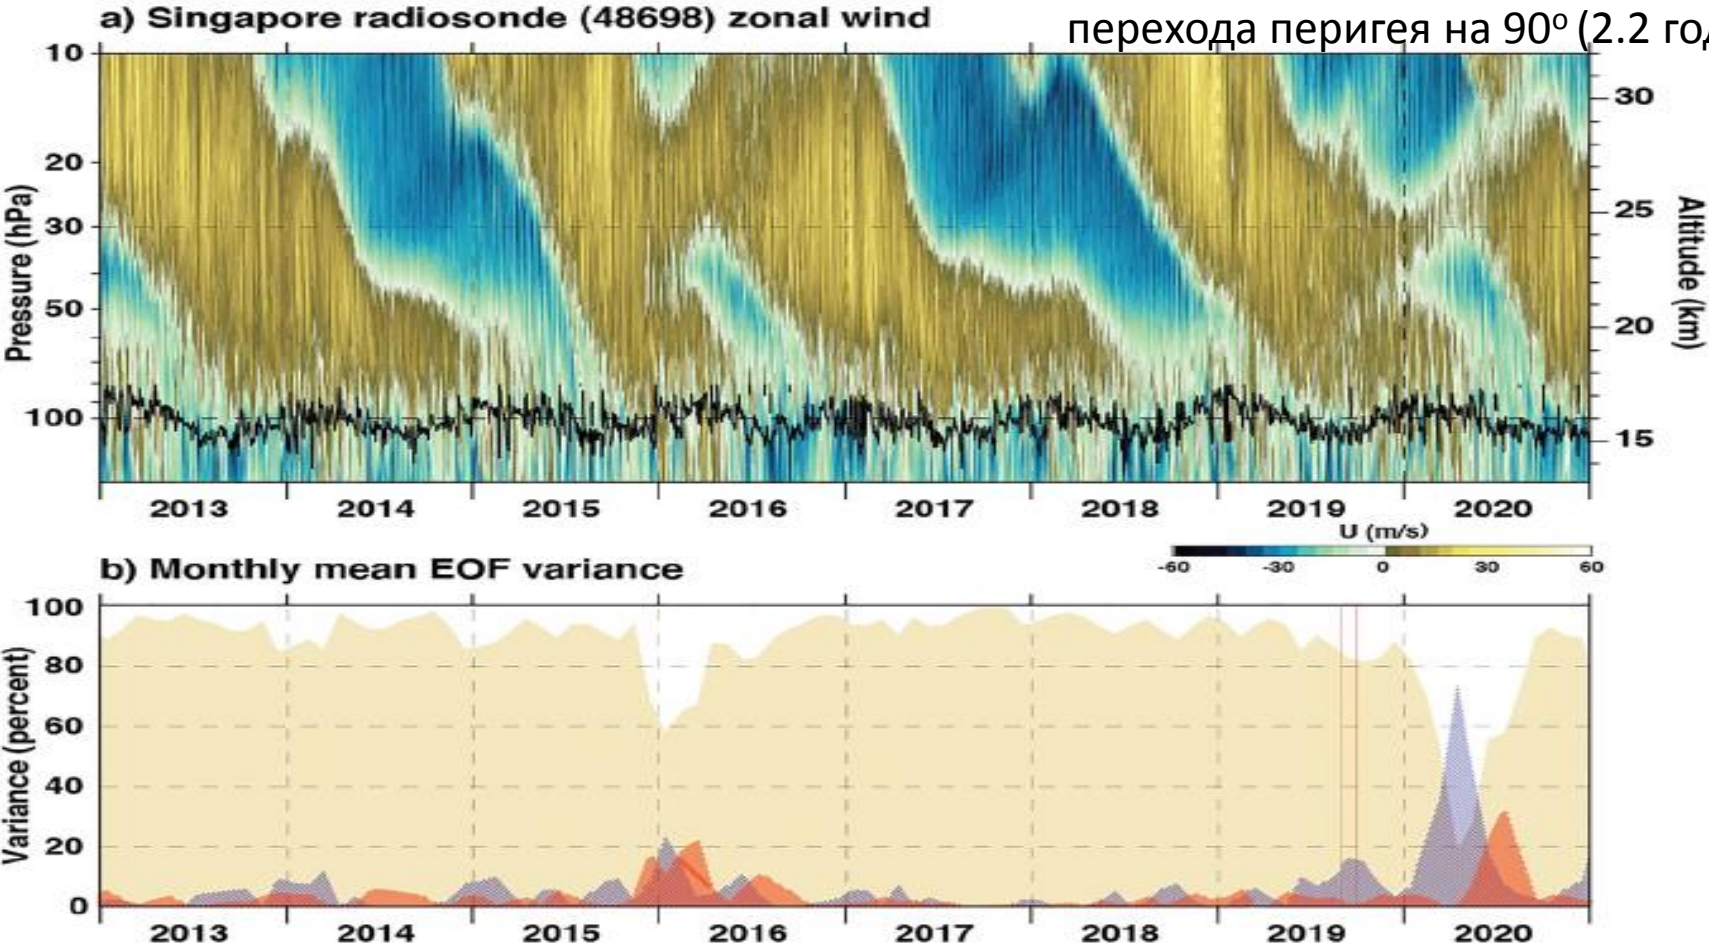 a) Singapore radiosonde (48698) zonal wind
перехода перигея на 90º (2.2
Pressure (hPa)
10
20
30
50
100
30
25
20
15
Altitude (km)
2013 2014 2015 2016 2017 2018 2019 2020
U (m/s)
-60 -30 0 30 60
b) Monthly mean EOF variance
Variance (percent)
100
80
60
40
20
0
2013 2014 2015 2016 2017 2018 2019 2020